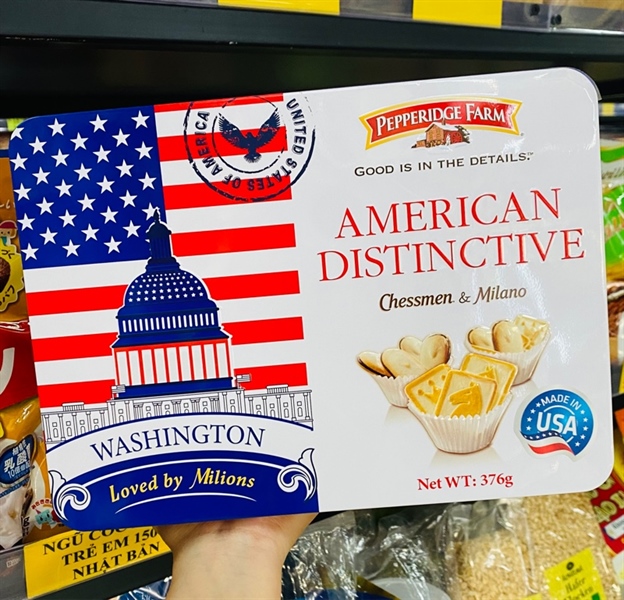 UNITED STATES OF AMERICA
PEPPERIDGE FARM
GOOD IS IN THE DETAILS.™
AMERICAN
DISTINCTIVE
Chessmen & Milano
MADE IN
USA
WASHINGTON
Loved by Milions
Net WT: 376g
NGŨ CỐC
TRẺ EM 150
NHẬT BẢN